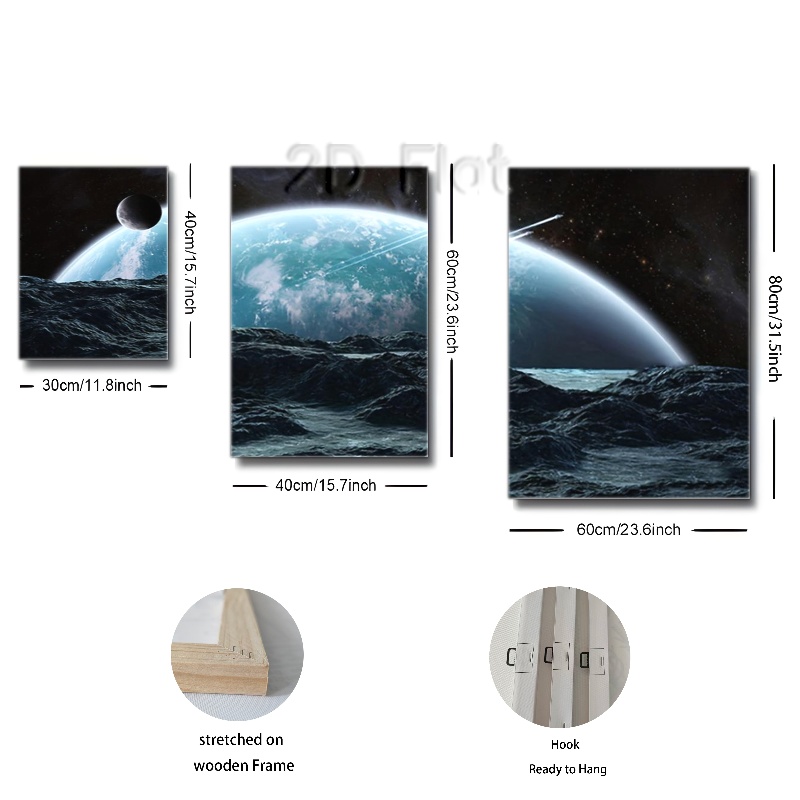 2D Flat
40cm/15.7inch
60cm/23.6inch
80cm/31.5inch
30cm/11.8inch
40cm/15.7inch
60cm/23.6inch
stretched on
wooden Frame
Hook
Ready to Hang